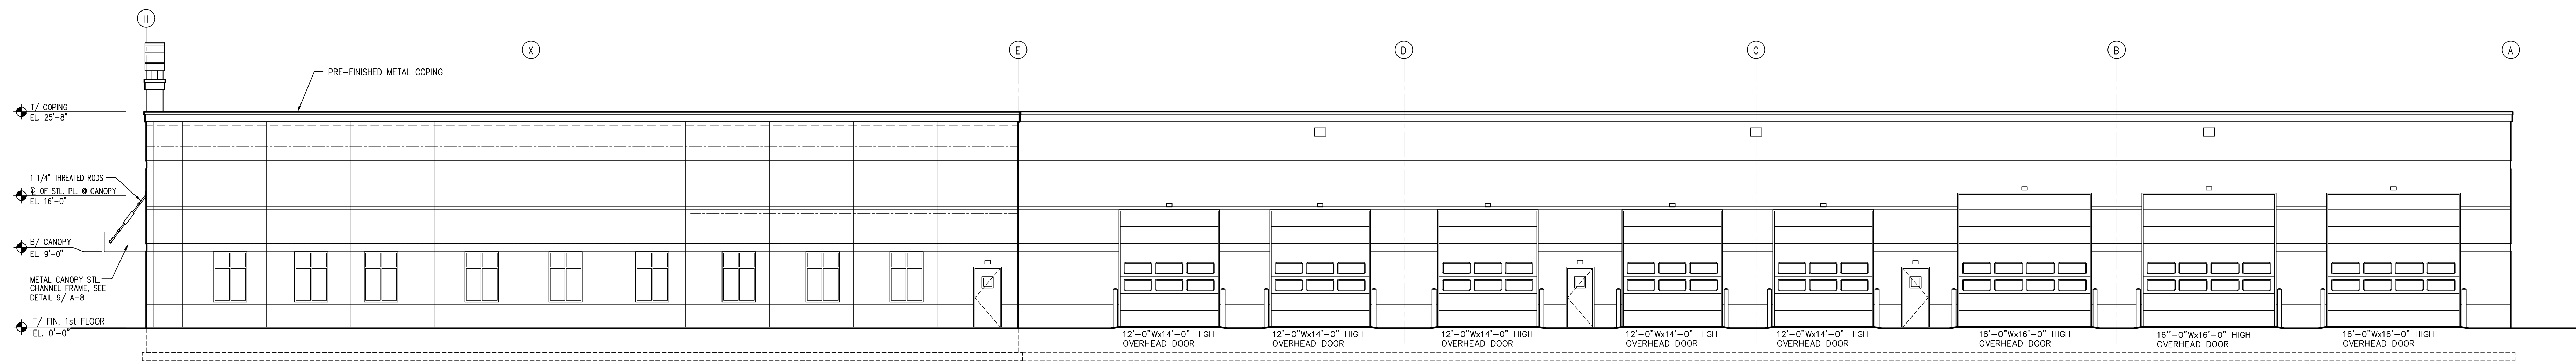 H
X
E
D
C
B
A
PRE-FINISHED METAL COPING
T/ COPING
EL. 25'-8"
1 1/4" THREATED RODS
℄ OF STL. PL. @ CANOPY
EL. 16'-0"
B/ CANOPY
EL. 9'-0"
METAL CANOPY STL.
CHANNEL FRAME, SEE
DETAIL 9/ A-8
T/ FIN. 1st FLOOR
EL. 0'-0"
12'-0"Wx14'-0" HIGH
OVERHEAD DOOR
12'-0"Wx14'-0" HIGH
OVERHEAD DOOR
12'-0"Wx14'-0" HIGH
OVERHEAD DOOR
12'-0"Wx14'-0" HIGH
OVERHEAD DOOR
12'-0"Wx14'-0" HIGH
OVERHEAD DOOR
16'-0"Wx16'-0" HIGH
OVERHEAD DOOR
16''-0"Wx16'-0" HIGH
OVERHEAD DOOR
16'-0"Wx16'-0" HIGH
OVERHEAD DOOR